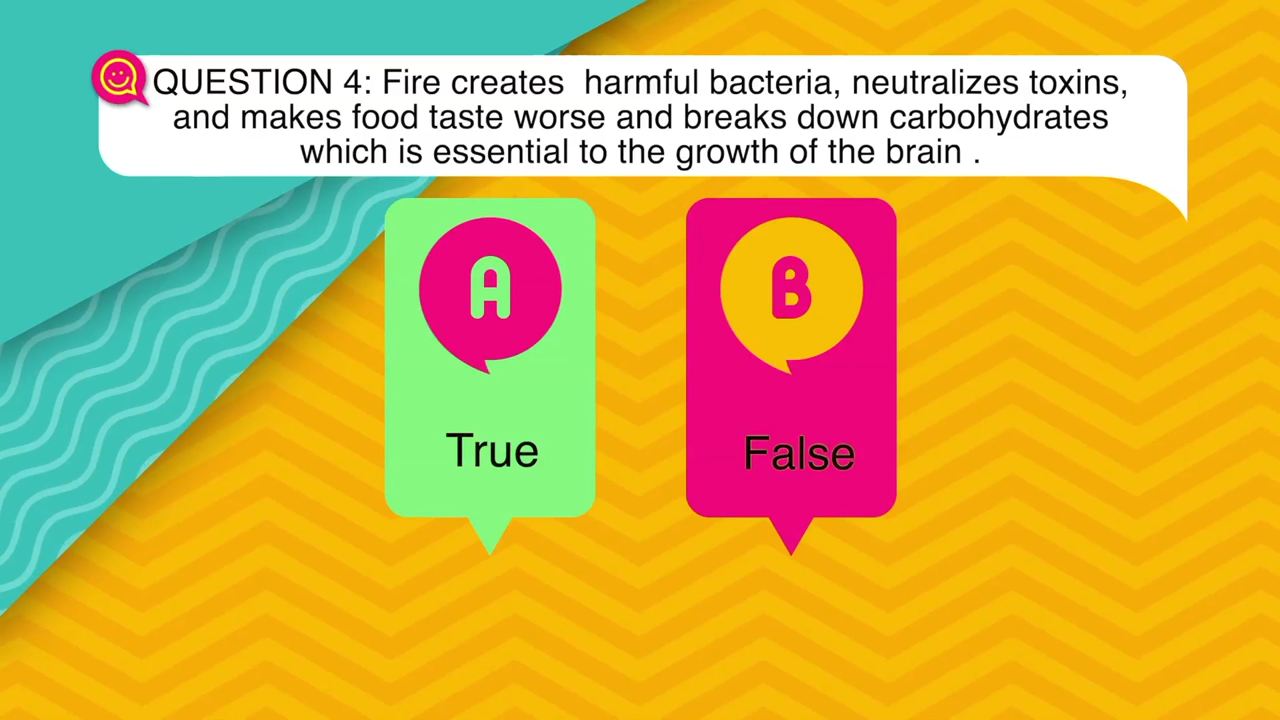 QUESTION 4: Fire creates  harmful bacteria, neutralizes toxins,
and makes food taste worse and breaks down carbohydrates
which is essential to the growth of the brain .
A
B
True
False